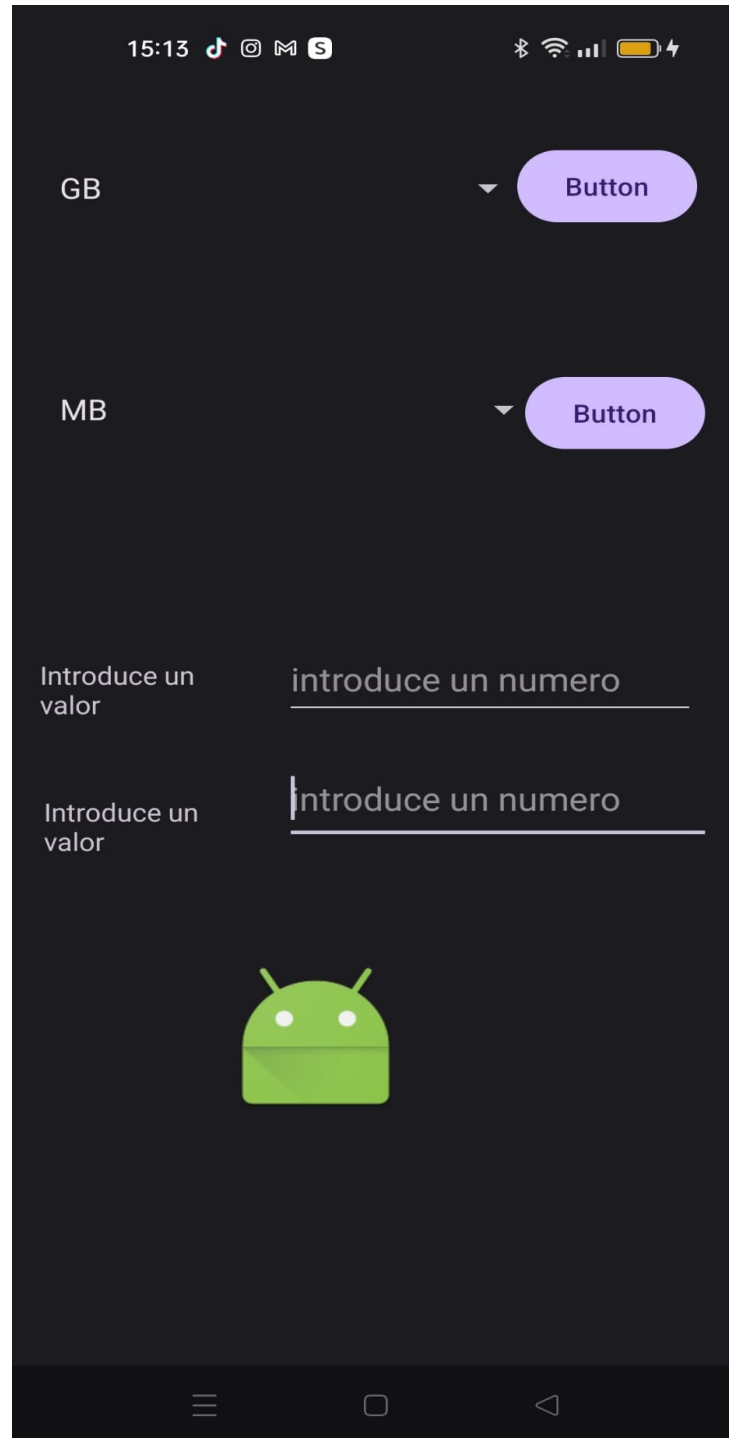 15:13 S
GB
Button
MB
Button
Introduce un
valor
introduce un numero
Introduce un
valor
introduce un numero